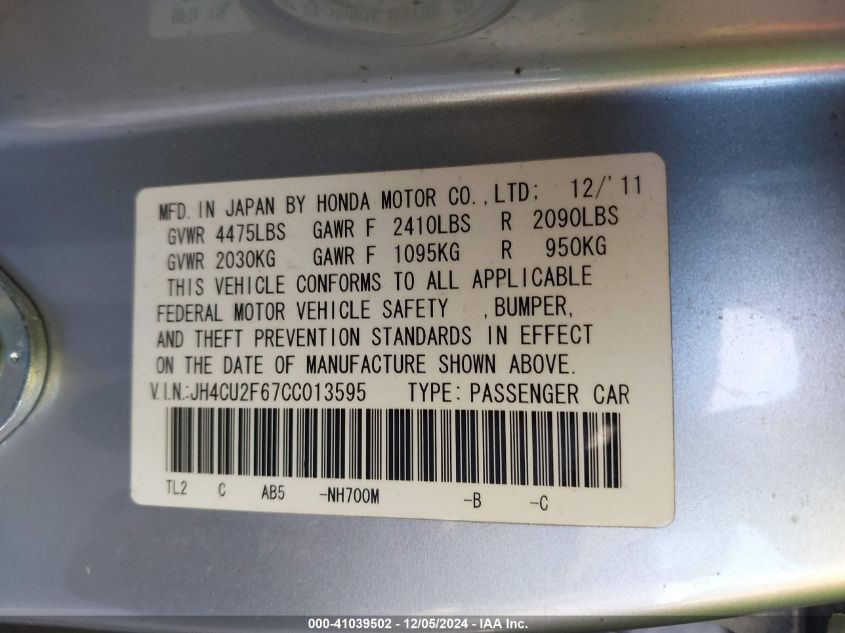 MFD. IN JAPAN BY HONDA MOTOR CO.,LTD; 12/'11
GVWR 4475LBS GAWR F 2410LBS R 2090LBS
GVWR 2030KG GAWR F 1095KG R 950KG
THIS VEHICLE CONFORMS TO ALL APPLICABLE
FEDERAL MOTOR VEHICLE SAFETY ,BUMPER,
AND THEFT PREVENTION STANDARDS IN EFFECT
ON THE DATE OF MANUFACTURE SHOWN ABOVE.
V.I.N.:JH4CU2F67CC013595 TYPE: PASSENGER CAR
TL2 C AB5 -NH700M -B -C
000-41039502 - 12/05/2024 - IAA Inc.